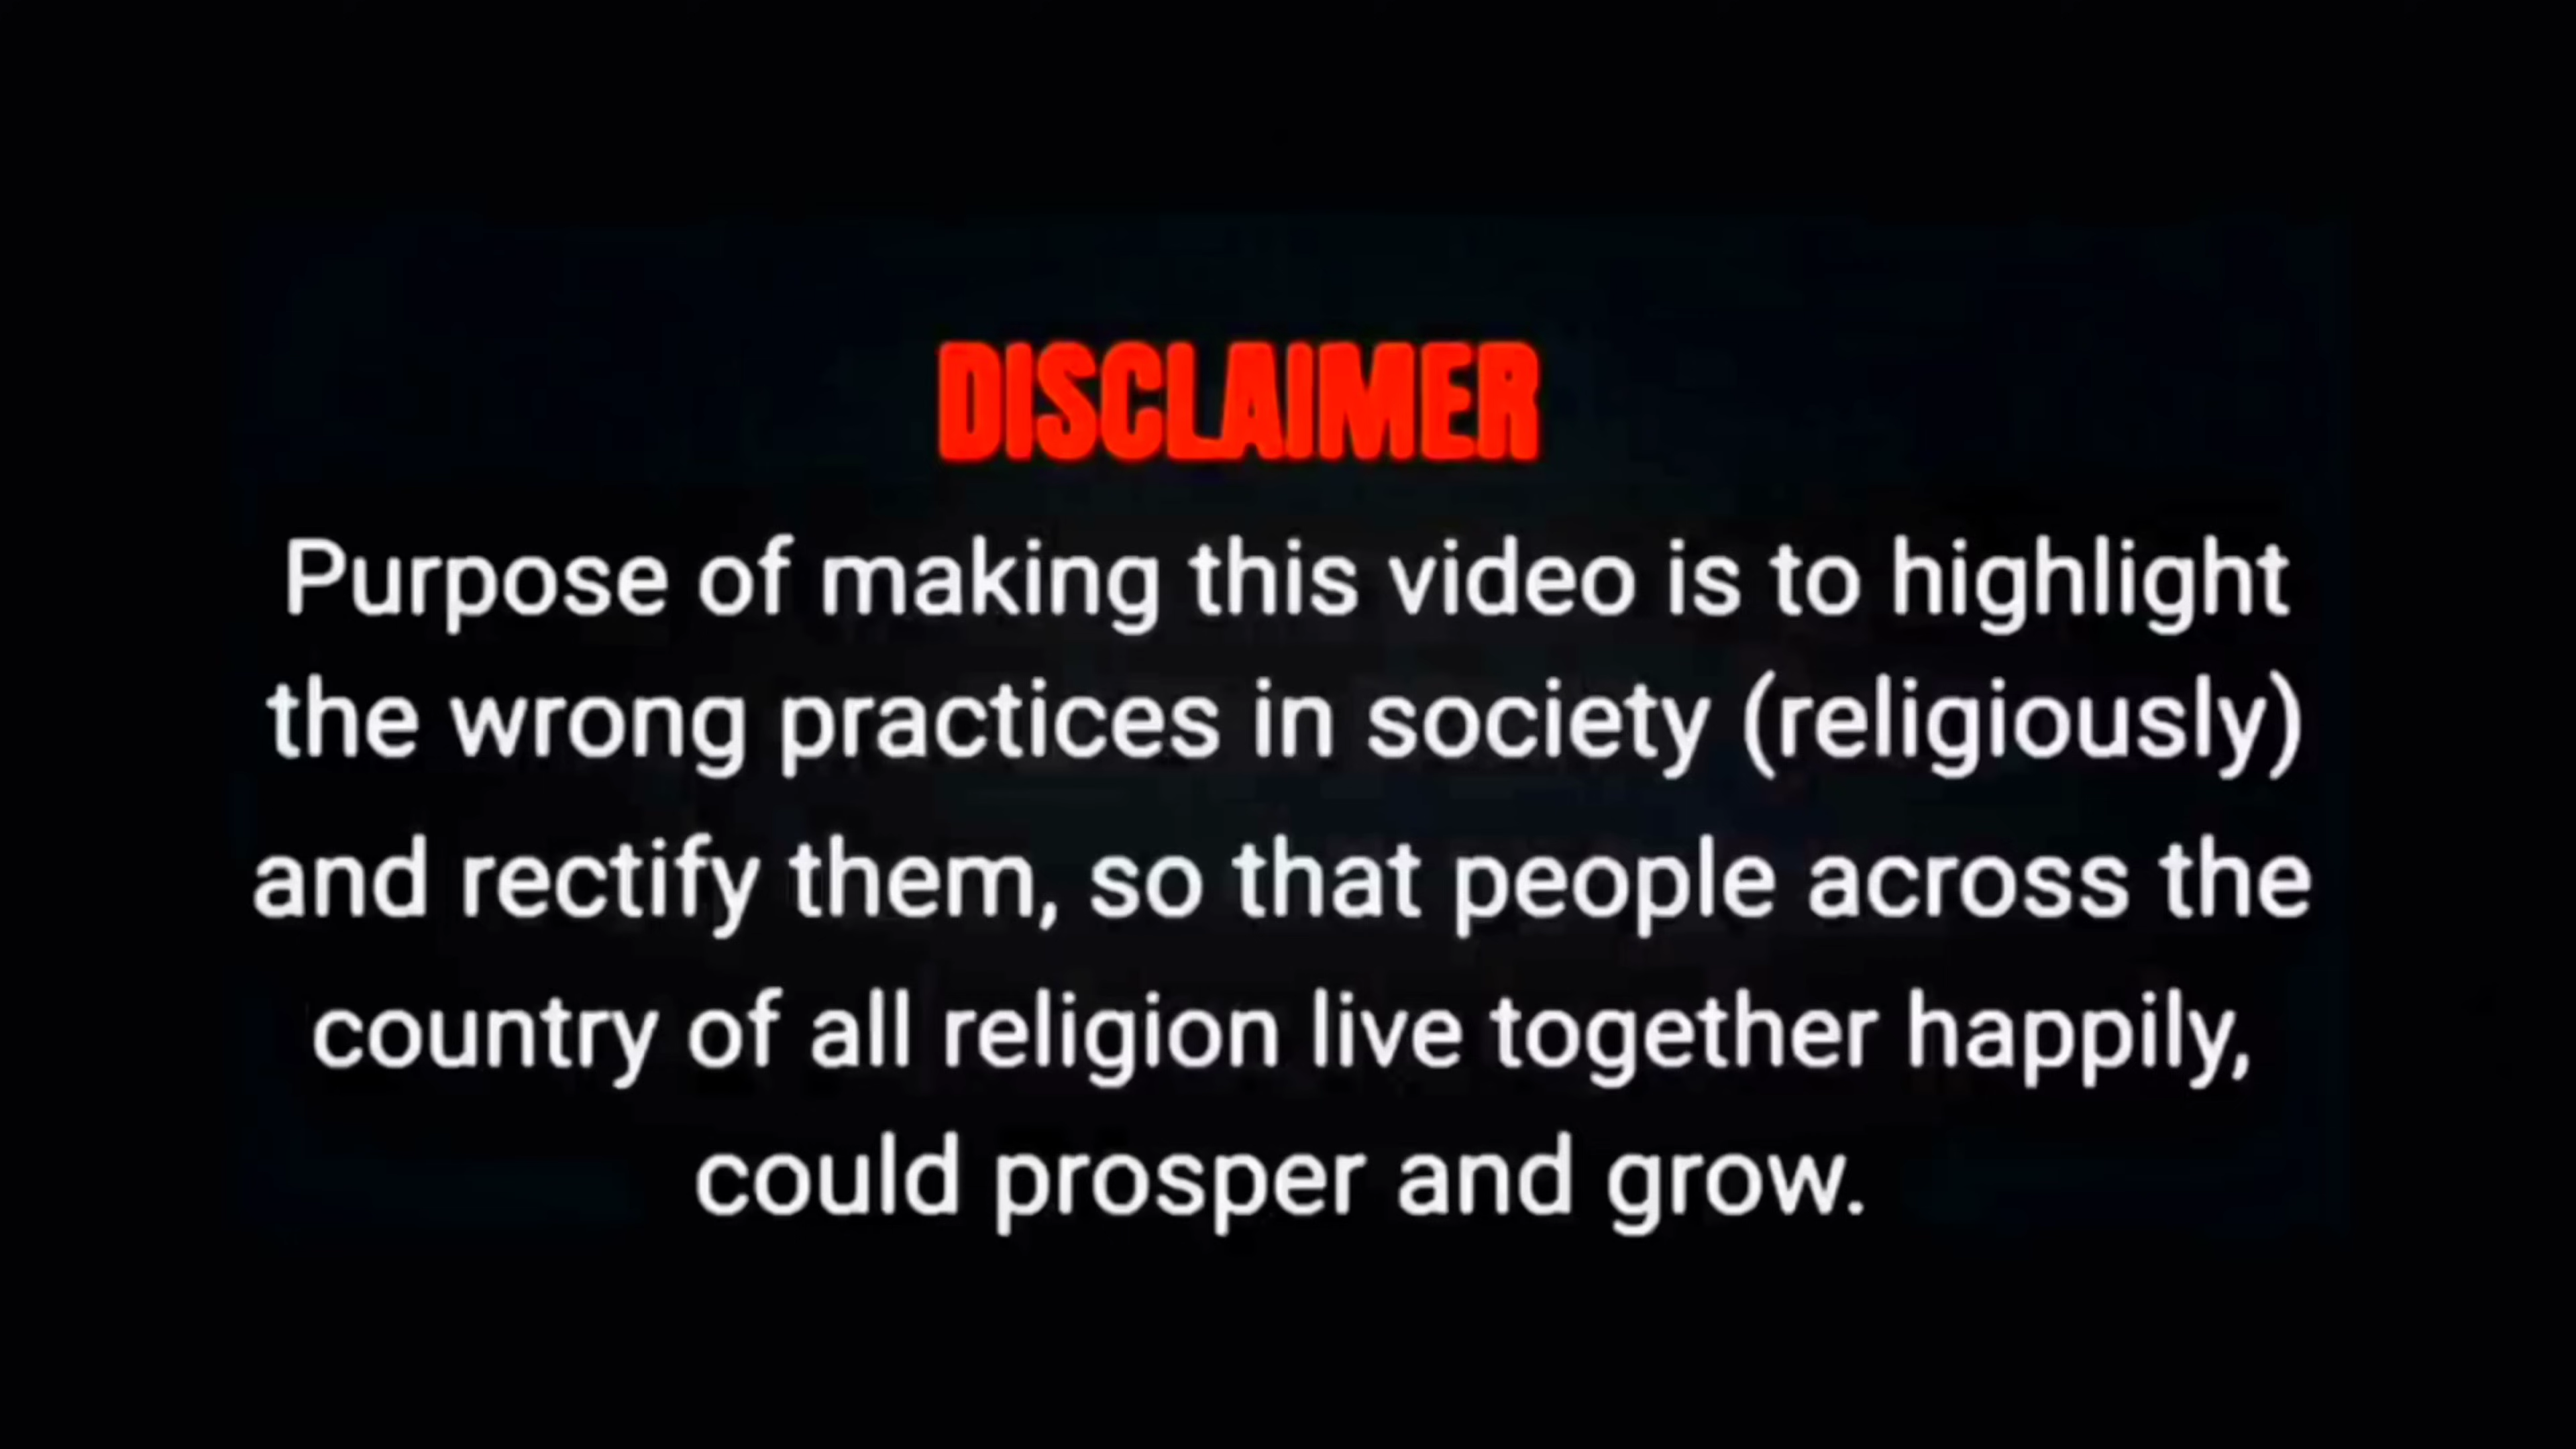 DISCLAIMER
Purpose of making this video is to highlight
the wrong practices in society (religiously)
and rectify them, so that people across the
country of all religion live together happily,
could prosper and grow.